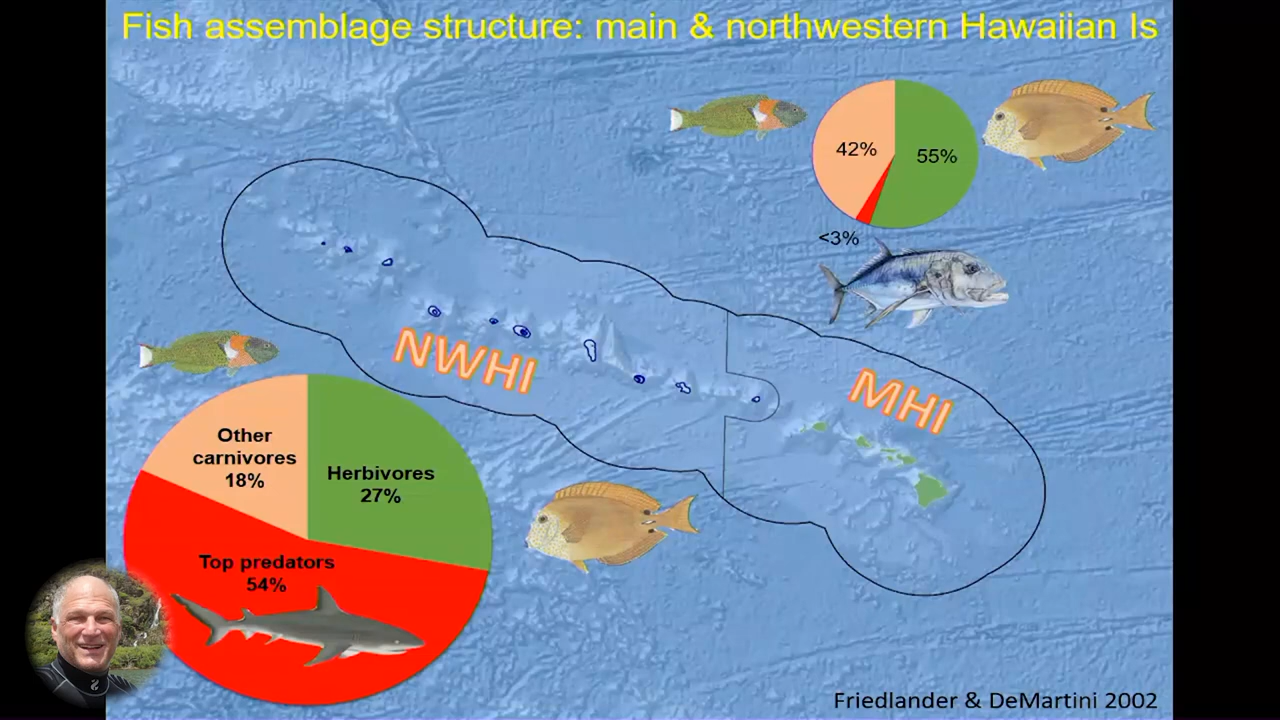 Fish assemblage structure: main & northwestern Hawaiian Is
42%
55%
<3%
NWHI
MHI
Other
carnivores
18%
Herbivores
27%
Top predators
54%
Friedlander & DeMartini 2002